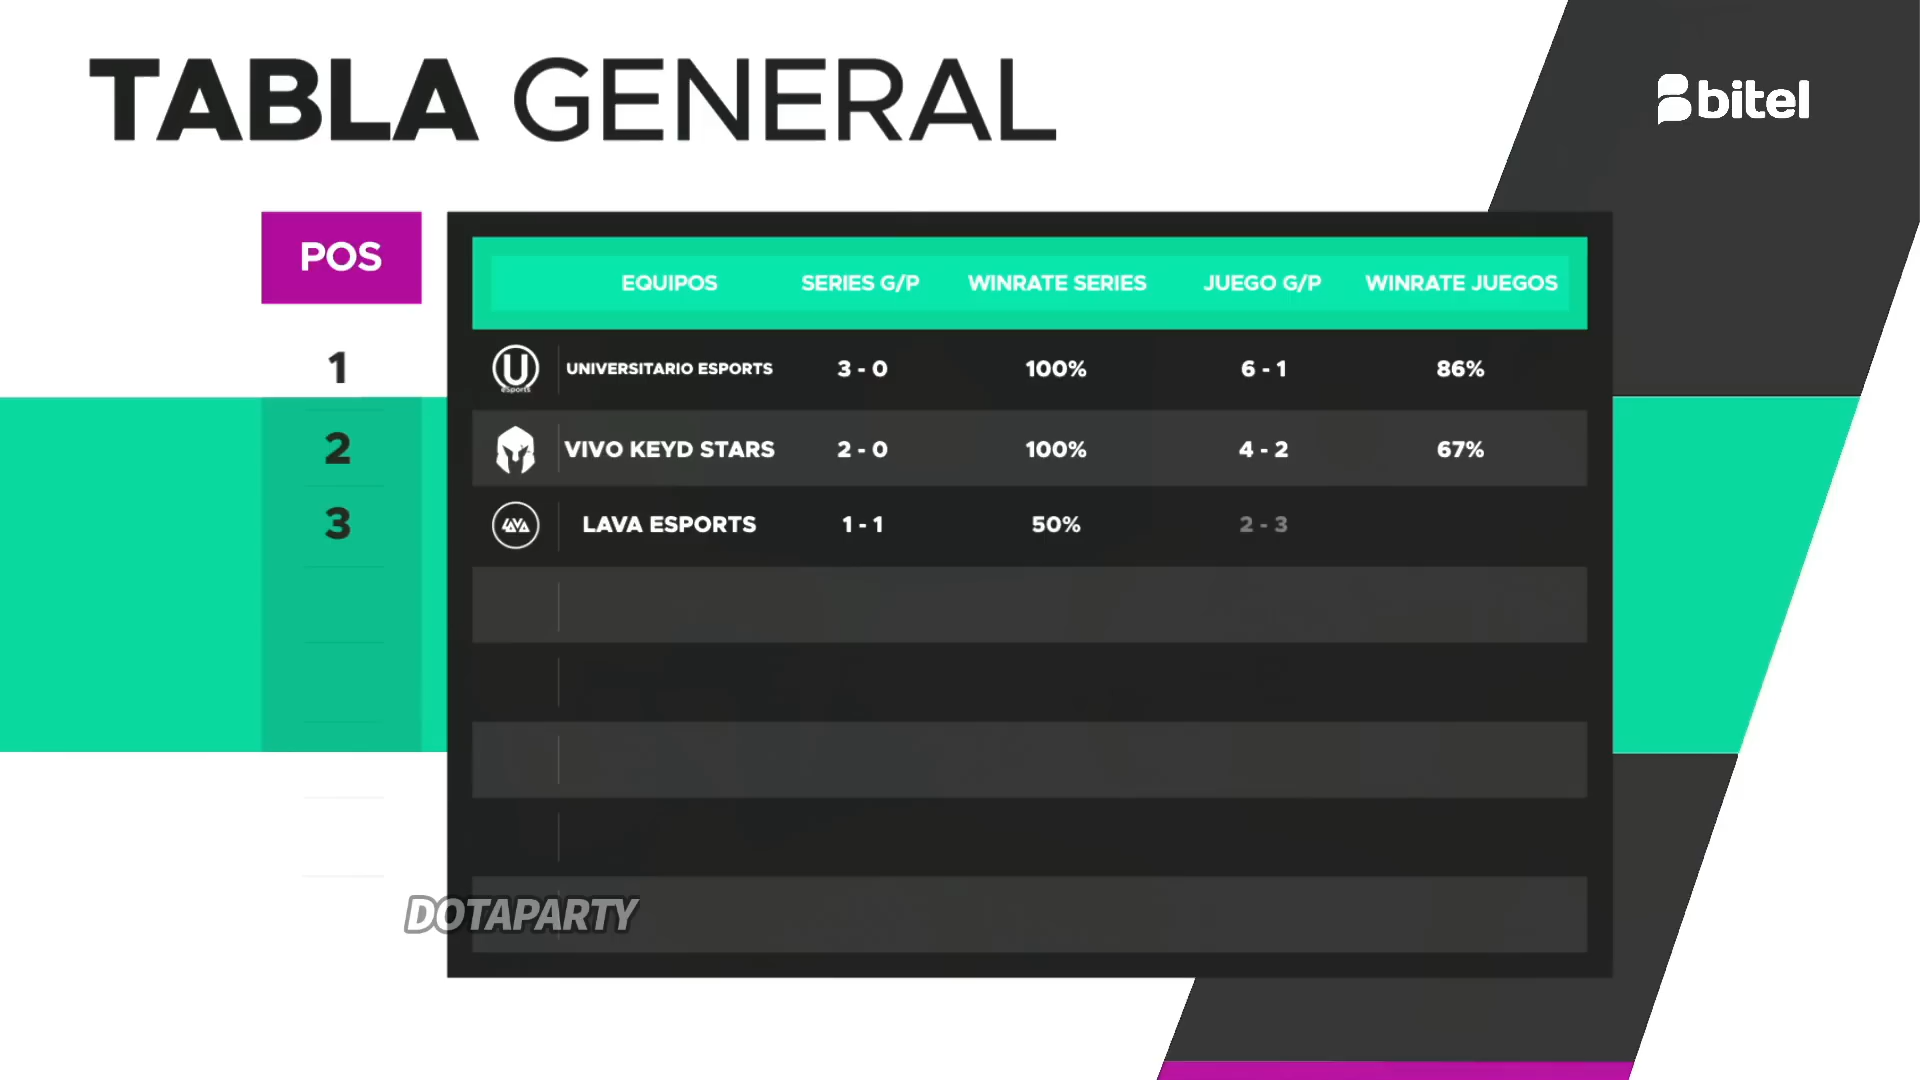 TABLA GENERAL
bitel
POS
EQUIPOS SERIES G/P WINRATE SERIES JUEGO G/P WINRATE JUEGOS
1 U esports UNIVERSITARIO ESPORTS 3 - 0 100% 6 - 1 86%
2 VIVO KEYD STARS 2 - 0 100% 4 - 2 67%
3 LAVA LAVA ESPORTS 1 - 1 50% 2 - 3
DOTAPARTY